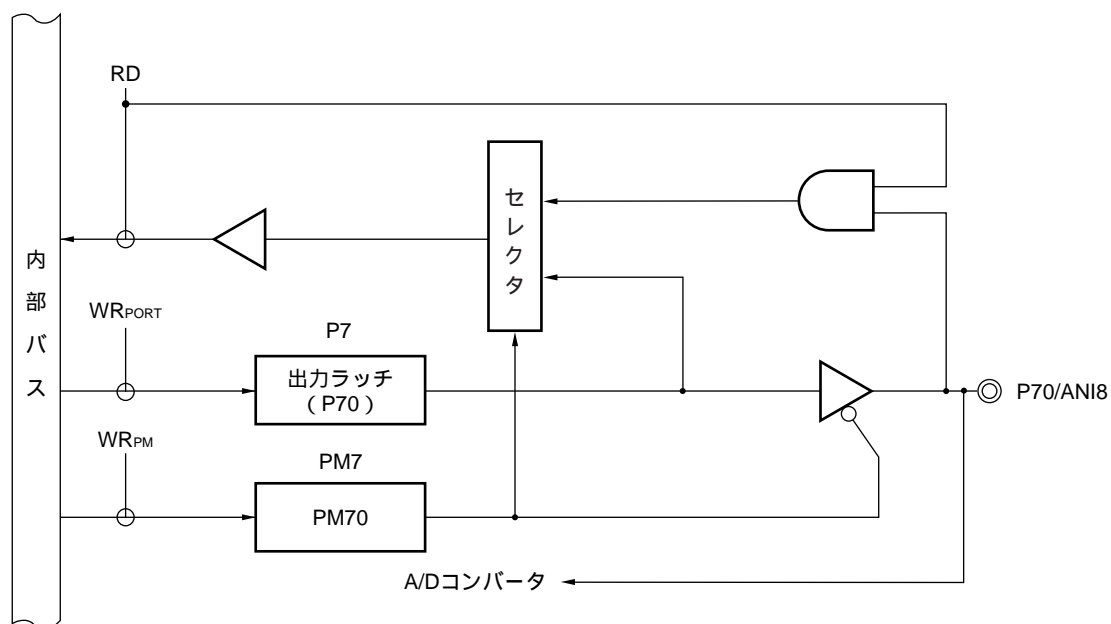 RD
セレクタ
内部バス
WRPORT
P7
出力ラッチ
(P70)
P70/ANI8
WRPM
PM7
PM70
A/Dコンバータ